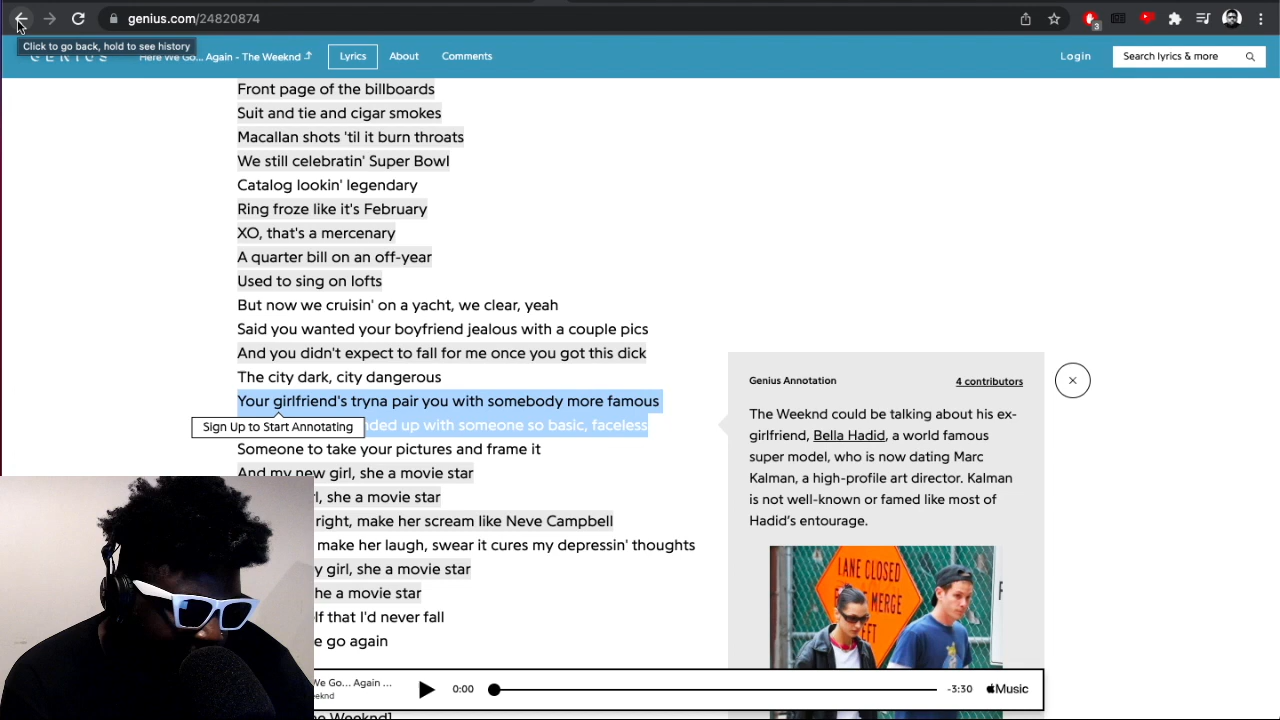 genius.com/24820874
3
Click to go back, hold to see history
GENIUS
Here We Go... Again - The Weeknd
Lyrics
About
Comments
Login
Search lyrics & more
Front page of the billboards
Suit and tie and cigar smokes
Macallan shots 'til it burn throats
We still celebratin' Super Bowl
Catalog lookin' legendary
Ring froze like it's February
XO, that's a mercenary
A quarter bill on an off-year
Used to sing on lofts
But now we cruisin' on a yacht, we clear, yeah
Said you wanted your boyfriend jealous with a couple pics
And you didn't expect to fall for me once you got this dick
The city dark, city dangerous
Your girlfriend's tryna pair you with somebody more famous
Sign Up to Start Annotating
nded up with someone so basic, faceless
Someone to take your pictures and frame it
And my new girl, she a movie star
rl, she a movie star
right, make her scream like Neve Campbell
make her laugh, swear it cures my depressin' thoughts
y girl, she a movie star
he a movie star
lf that I'd never fall
e go again
Genius Annotation
4 contributors
The Weeknd could be talking about his ex-
girlfriend, Bella Hadid, a world famous
super model, who is now dating Marc
Kalman, a high-profile art director. Kalman
is not well-known or famed like most of
Hadid's entourage.
LANE CLOSED
MERGE
LEFT
We Go... Again ...
eeknd
0:00
-3:30
Music
he Weeknd]